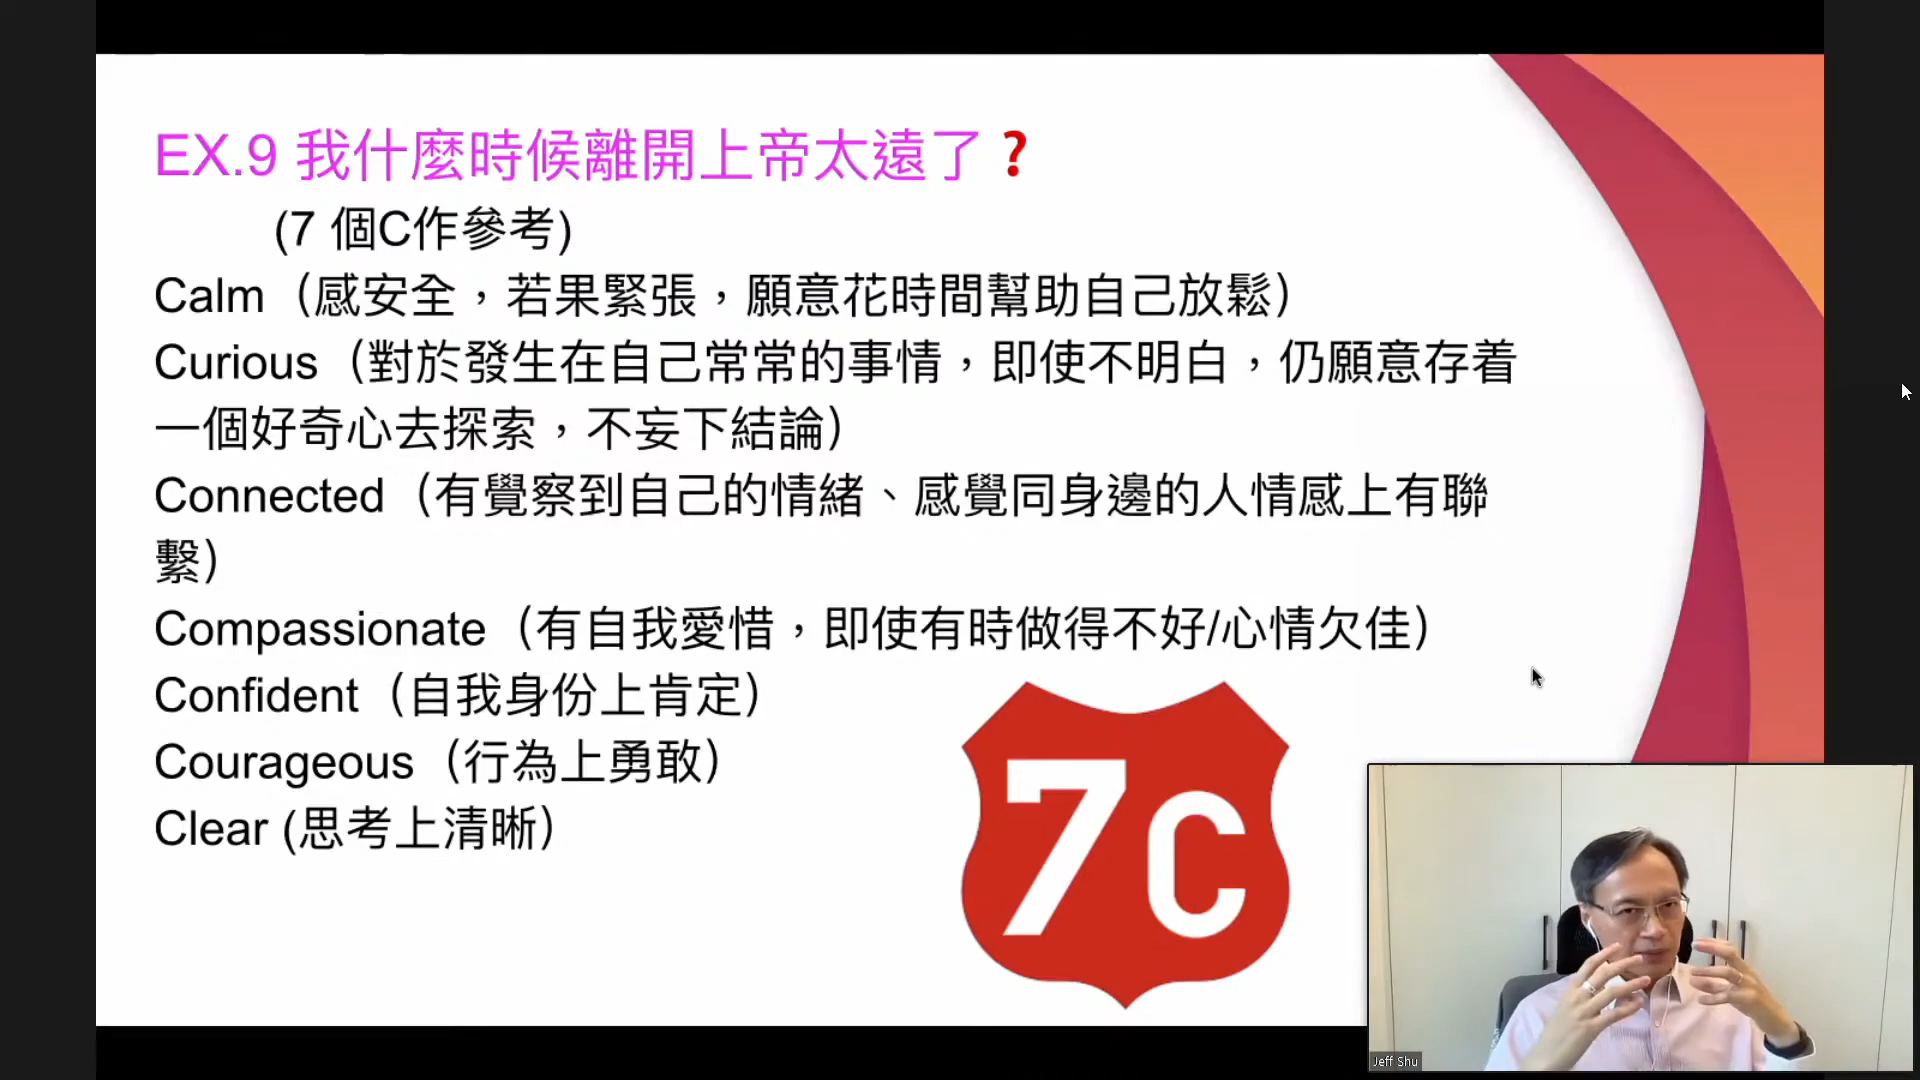 EX.9 我什麼時候離開上帝太遠了?
(7 個C作參考)
Calm（感安全，若果緊張，願意花時間幫助自己放鬆）
Curious（對於發生在自己常常的事情，即使不明白，仍願意存着
一個好奇心去探索，不妄下結論）
Connected（有覺察到自己的情緒、感覺同身邊的人情感上有聯
繫）
Compassionate（有自我愛惜，即使有時做得不好/心情欠佳）
Confident（自我身份上肯定）
Courageous（行為上勇敢）
Clear (思考上清晰）
7C
Jeff Shu